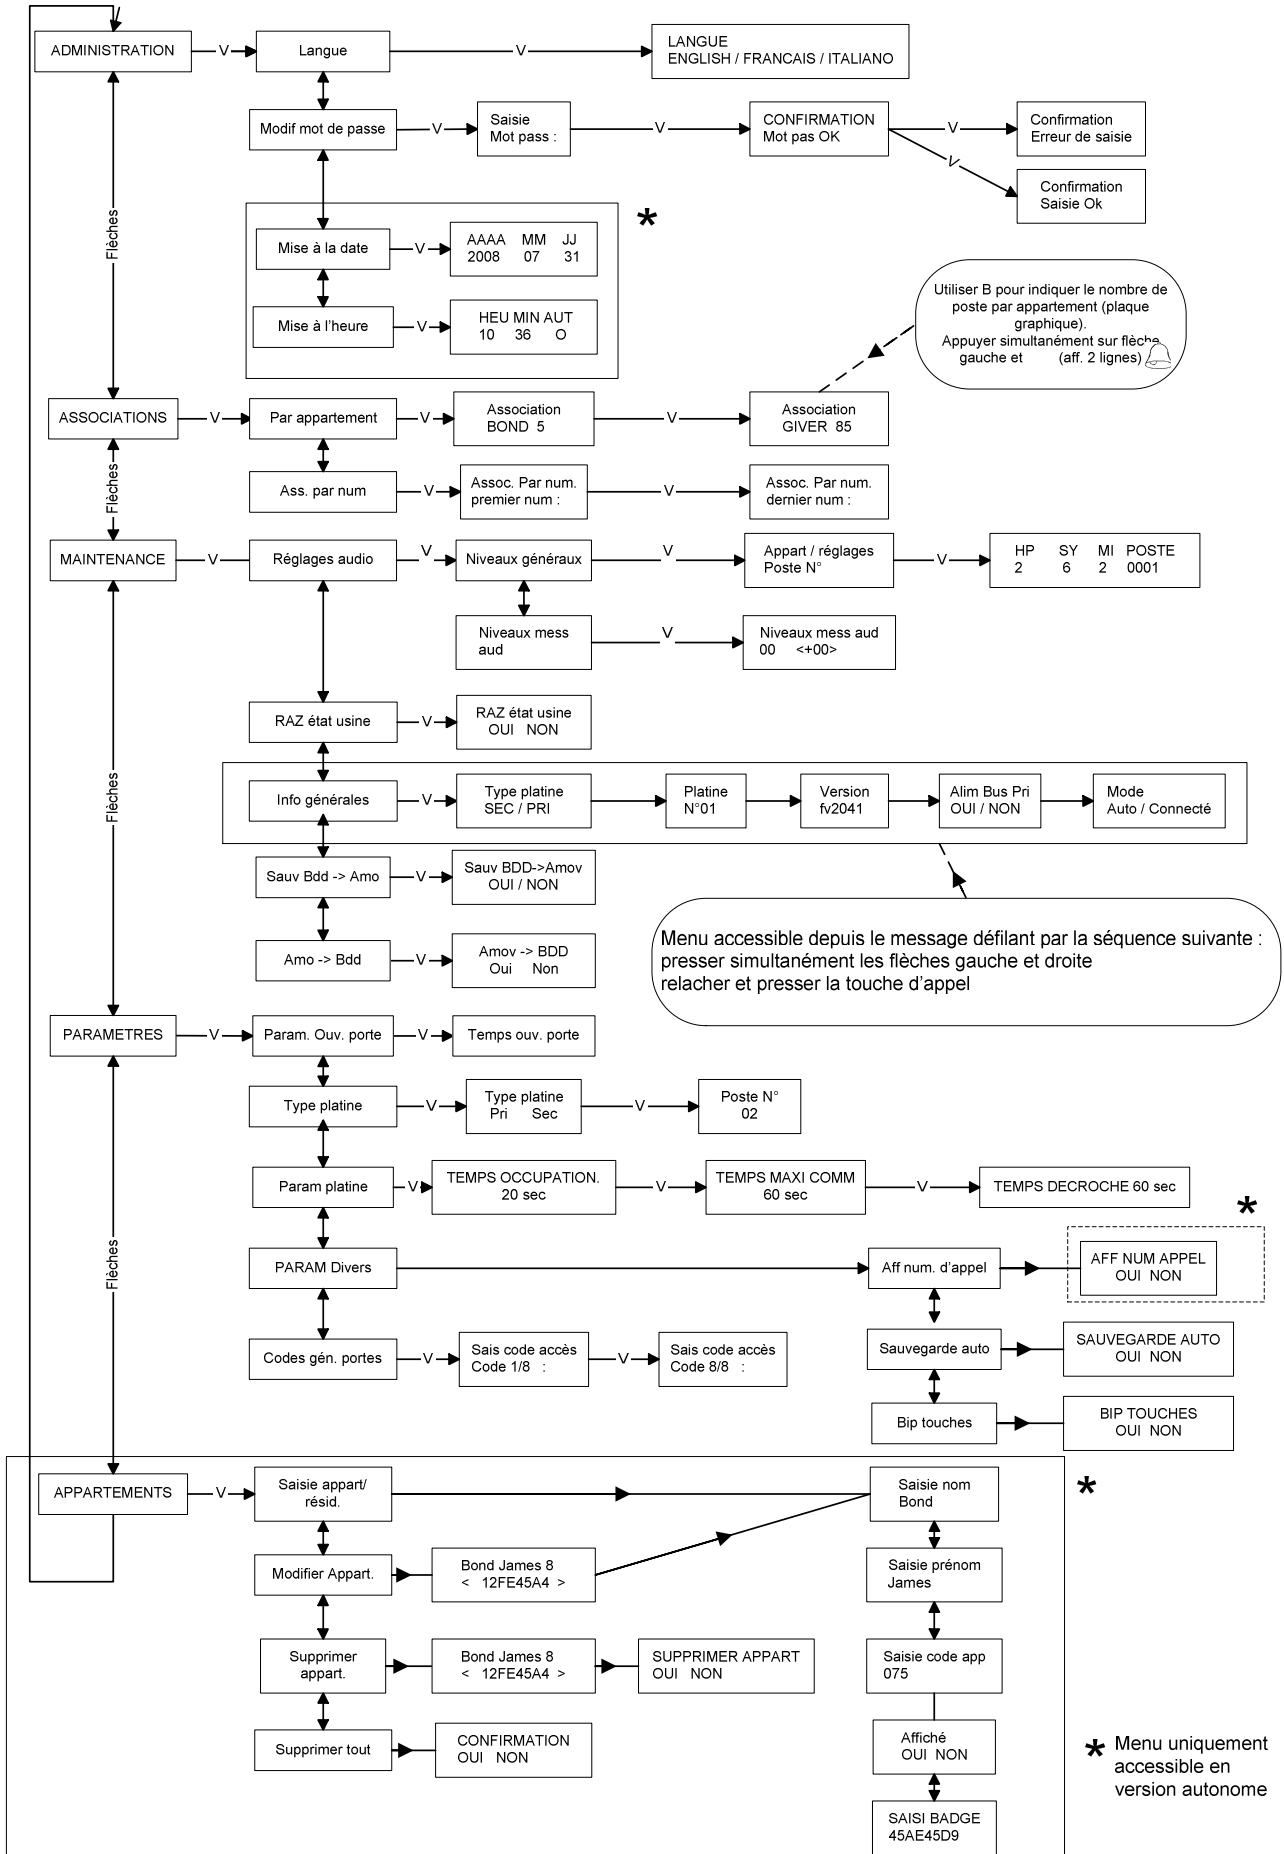 ADMINISTRATION
V
Langue
V
LANGUE
ENGLISH / FRANCAIS / ITALIANO
Modif mot de passe
V
Saisie
Mot pass :
V
CONFIRMATION
Mot pas OK
V
Confirmation
Erreur de saisie
V
Confirmation
Saisie Ok
Flèches
*
Mise à la date
V
AAAA MM JJ
2008 07 31
Mise à l'heure
V
HEU MIN AUT
10 36 O
Utiliser B pour indiquer le nombre de
poste par appartement (plaque
graphique).
Appuyer simultanément sur flèche
gauche et (aff. 2 lignes)
ASSOCIATIONS
V
Par appartement
V
Association
BOND 5
V
Association
GIVER 85
Flèches
Ass. par num
V
Assoc. Par num.
premier num :
V
Assoc. Par num.
dernier num :
MAINTENANCE
V
Réglages audio
V
Niveaux généraux
V
Appart / réglages
Poste N°
V
HP SY MI POSTE
2 6 2 0001
Niveaux mess
aud
V
Niveaux mess aud
00 <+00>
RAZ état usine
V
RAZ état usine
OUI NON
Flèches
Info générales
V
Type platine
SEC / PRI
Platine
N°01
Version
fv2041
Alim Bus Pri
OUI / NON
Mode
Auto / Connecté
Sauv Bdd -> Amo
V
Sauv BDD->Amov
OUI / NON
Amo -> Bdd
V
Amov -> BDD
Oui Non
Menu accessible depuis le message défilant par la séquence suivante :
presser simultanément les flèches gauche et droite
relacher et presser la touche d'appel
PARAMETRES
V
Param. Ouv. porte
V
Temps ouv. porte
Type platine
V
Type platine
Pri Sec
V
Poste N°
02
Param platine
V
TEMPS OCCUPATION.
20 sec
V
TEMPS MAXI COMM
60 sec
V
TEMPS DECROCHE 60 sec
Flèches
*
PARAM Divers
Aff num. d'appel
AFF NUM APPEL
OUI NON
Sauvegarde auto
SAUVEGARDE AUTO
OUI NON
Codes gén. portes
V
Sais code accès
Code 1/8 :
V
Sais code accès
Code 8/8 :
Bip touches
BIP TOUCHES
OUI NON
APPARTEMENTS
V
Saisie appart/
résid.
Saisie nom
Bond
*
Modifier Appart.
Bond James 8
< 12FE45A4 >
Saisie prénom
James
Supprimer
appart.
Bond James 8
< 12FE45A4 >
SUPPRIMER APPART
OUI NON
Saisie code app
075
Supprimer tout
CONFIRMATION
OUI NON
Affiché
OUI NON
SAISI BADGE
45AE45D9
* Menu uniquement
accessible en
version autonome